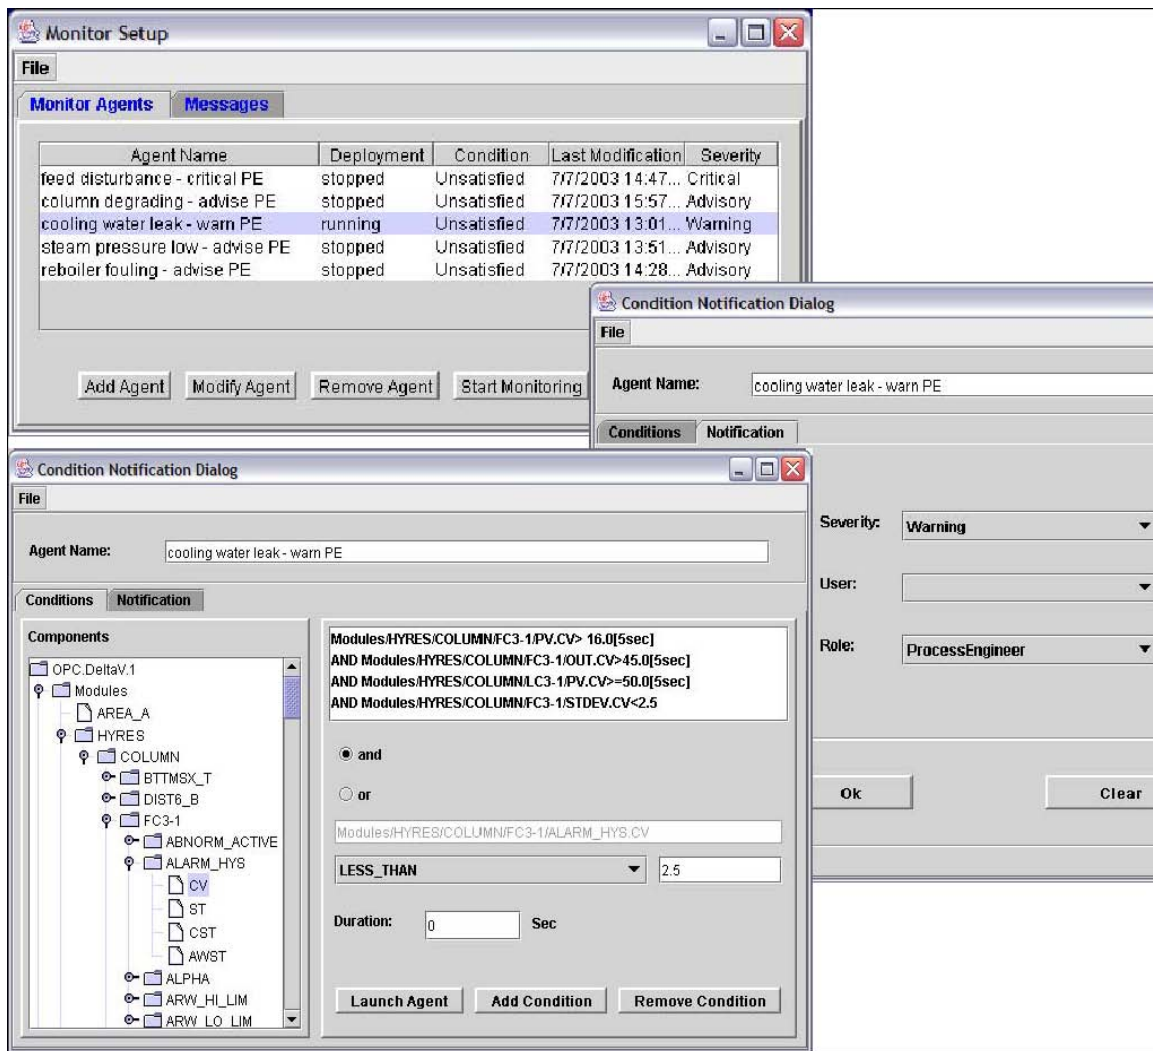 Monitor Setup
File
Monitor Agents Messages
Agent Name Deployment Condition Last Modification Severity
feed disturbance - critical PE stopped Unsatisfied 7/7/2003 14:47... Critical
column degrading - advise PE stopped Unsatisfied 7/7/2003 15:57... Advisory
cooling water leak - warn PE running Unsatisfied 7/7/2003 13:01... Warning
steam pressure low - advise PE stopped Unsatisfied 7/7/2003 13:51... Advisory
reboiler fouling - advise PE stopped Unsatisfied 7/7/2003 14:28... Advisory
Add Agent Modify Agent Remove Agent Start Monitoring
Condition Notification Dialog
File
Agent Name: cooling water leak - warn PE
Conditions Notification
Severity: Warning
User:
Role: ProcessEngineer
Ok Clear
Condition Notification Dialog
File
Agent Name: cooling water leak - warn PE
Conditions Notification
Components
OPC.DeltaV.1
Modules
AREA_A
HYRES
COLUMN
BTTMSX_T
DIST6_B
FC3-1
ABNORM_ACTIVE
ALARM_HYS
CV
ST
CST
AWST
ALPHA
ARW_HI_LIM
ARW_LO_LIM
Modules/HYRES/COLUMN/FC3-1/PV.CV> 16.0[5sec]
AND Modules/HYRES/COLUMN/FC3-1/OUT.CV>45.0[5sec]
AND Modules/HYRES/COLUMN/LC3-1/PV.CV>=50.0[5sec]
AND Modules/HYRES/COLUMN/FC3-1/STDEV.CV<2.5
and
or
Modules/HYRES/COLUMN/FC3-1/ALARM_HYS.CV
LESS_THAN 2.5
Duration: 0 Sec
Launch Agent Add Condition Remove Condition